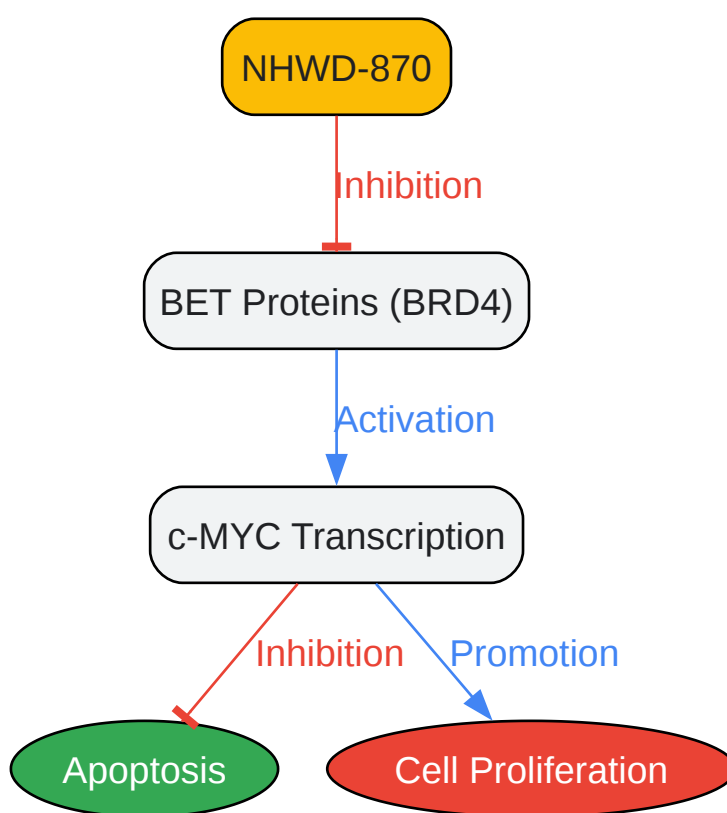 NHWD-870
Inhibition
BET Proteins (BRD4)
Activation
c-MYC Transcription
Inhibition
Promotion
Apoptosis
Cell Proliferation